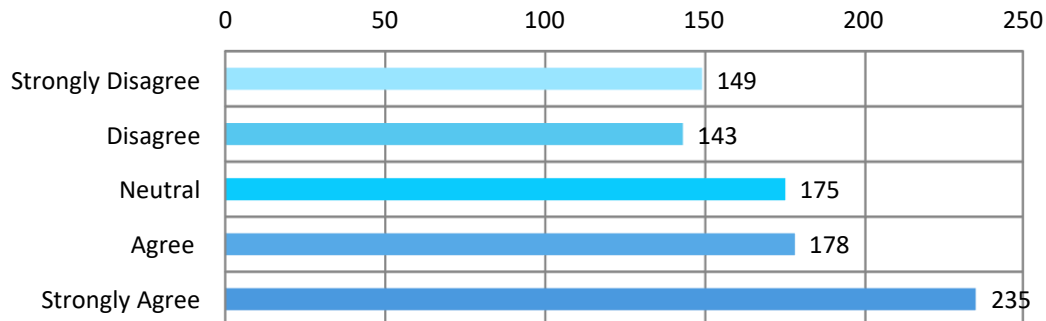 0 50 100 150 200 250
Strongly Disagree 149
Disagree 143
Neutral 175
Agree 178
Strongly Agree 235